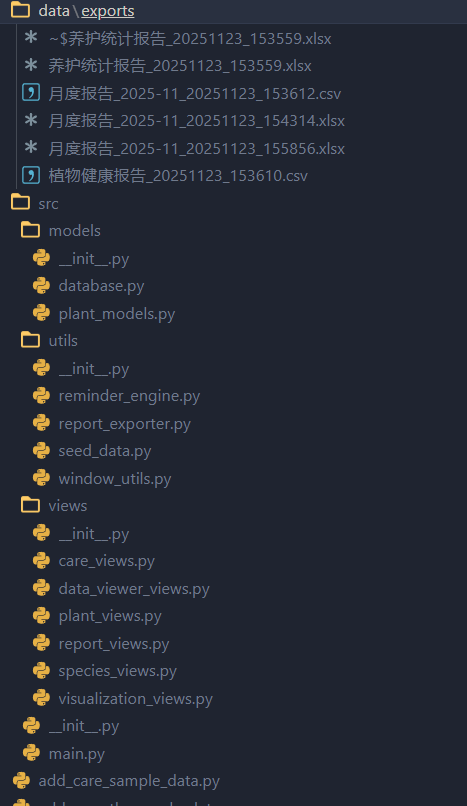 data\exports
~$养护统计报告_20251123_153559.xlsx
养护统计报告_20251123_153559.xlsx
月度报告_2025-11_20251123_153612.csv
月度报告_2025-11_20251123_154314.xlsx
月度报告_2025-11_20251123_155856.xlsx
植物健康报告_20251123_153610.csv
src
models
__init__.py
database.py
plant_models.py
utils
__init__.py
reminder_engine.py
report_exporter.py
seed_data.py
window_utils.py
views
__init__.py
care_views.py
data_viewer_views.py
plant_views.py
report_views.py
species_views.py
visualization_views.py
__init__.py
main.py
add_care_sample_data.py